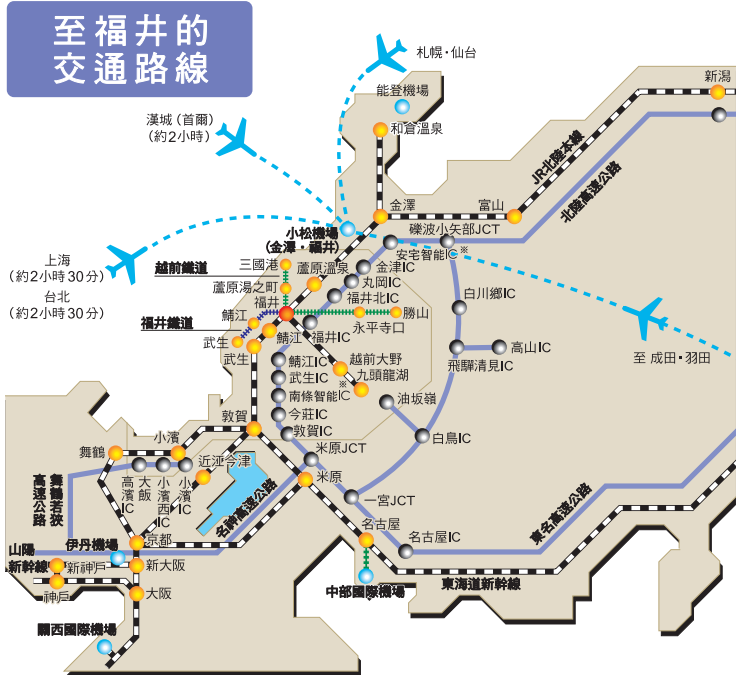 至福井的
交通路線
札幌・仙台
能登機場
和倉溫泉
新潟
漢城 (首爾)
(約2小時)
JR北陸本線
北陸高速公路
金澤
富山
小松機場
(金澤・福井)
礫波小矢部JCT
安宅智能IC※
上海
(約2小時30分)
台北
(約2小時30分)
越前鐵道
三國港
蘆原溫泉
金津IC
丸岡IC
蘆原湯之町
福井
福井北IC
勝山
白川鄉IC
福井鐵道
鯖江
武生
武生
鯖江
福井IC
永平寺口
至 成田・羽田
鯖江IC
武生IC
※
南條智能IC
今莊IC
敦賀IC
越前大野
九頭龍湖
高山IC
飛驒清見IC
油坂嶺
白鳥IC
敦賀
小濱
舞鶴
近江今津
米原JCT
米原
一宮JCT
舞鶴若狹
高速公路
高濱IC
大飯
小濱西IC
小濱IC
名神高速公路
名古屋
名古屋IC
東名高速公路
東海道新幹線
中部國際機場
京都
伊丹機場
山陽
新幹線
新神戶
新大阪
神戶
大阪
關西國際機場